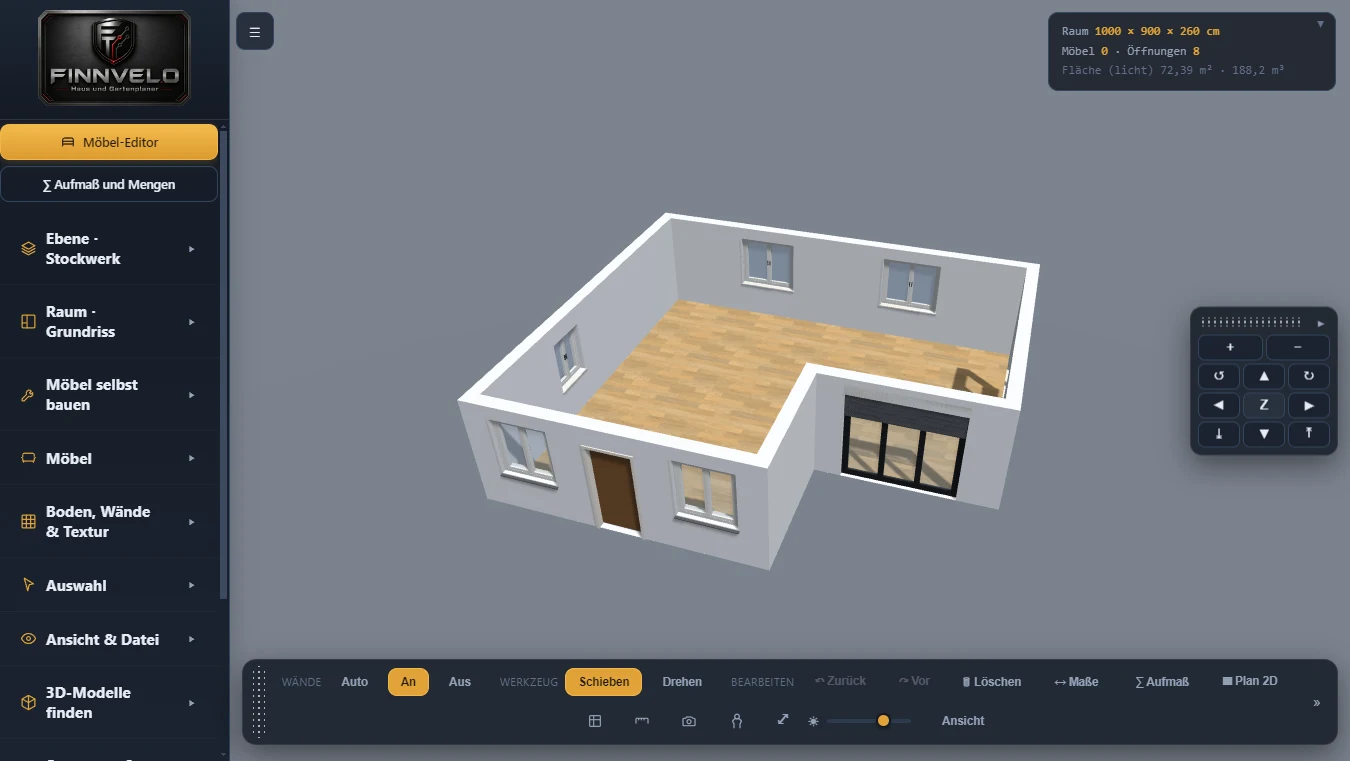 FINNVELO
Haus und Gartenplaner
Möbel-Editor
∑ Aufmaß und Mengen
Ebene ·
Stockwerk
Raum ·
Grundriss
Möbel selbst
bauen
Möbel
Boden, Wände
& Textur
Auswahl
Ansicht & Datei
3D-Modelle
finden
Raum 1000 × 900 × 260 cm
Möbel 0 · Öffnungen 8
Fläche (licht) 72,39 m² · 188,2 m³
+ −
↺ ▲ ↻
◀ Z ▶
⤓ ▼ ⤒
WÄNDE Auto An Aus WERKZEUG Schieben Drehen BEARBEITEN ↶ Zurück ↷ Vor Löschen ↔ Maße ∑ Aufmaß Plan 2D
Ansicht
»